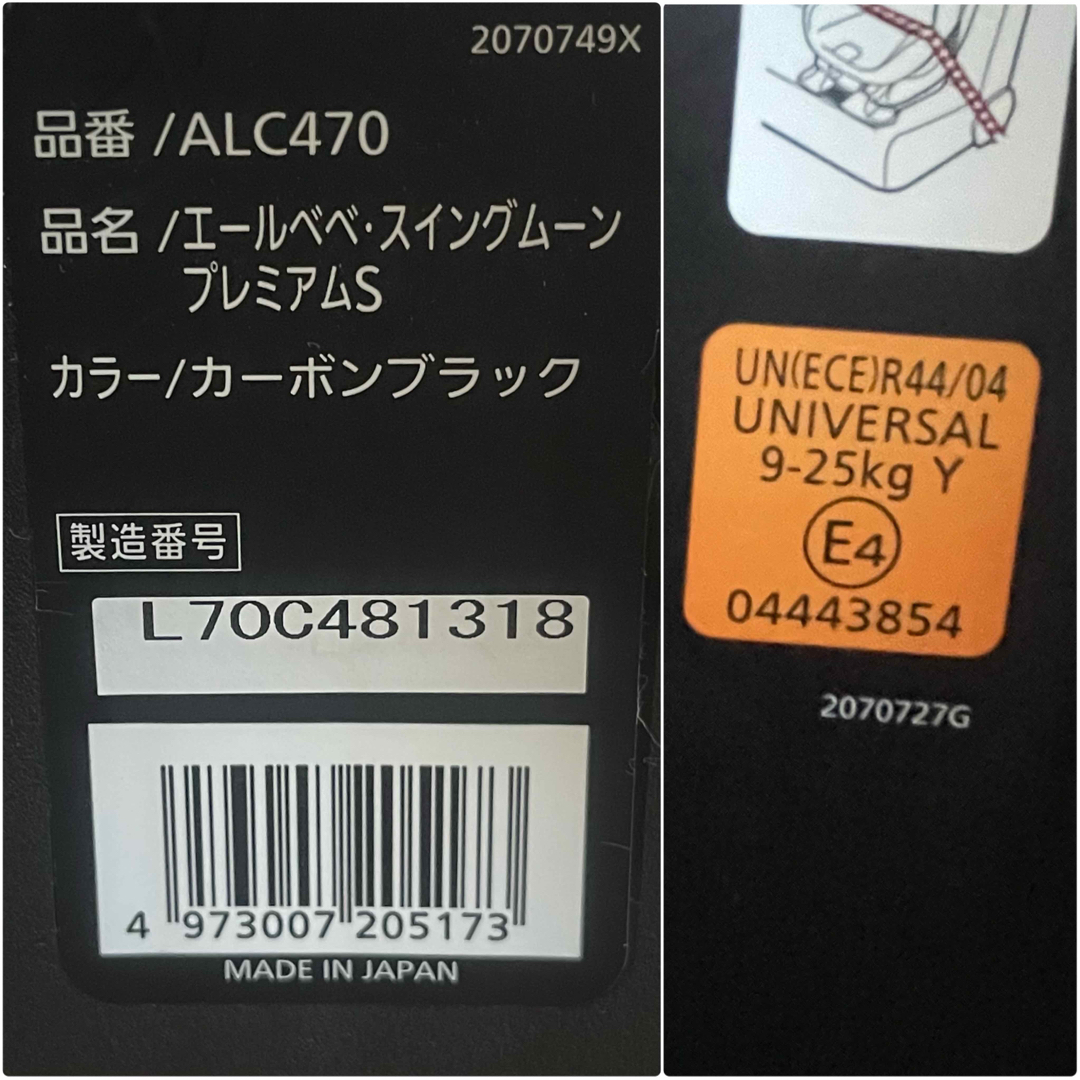 2070749X
品番 /ALC470
品名 /エールベベ・スイングムーン
プレミアムS
カラー/カーボンブラック
製造番号
L70C481318
4 973007 205173
MADE IN JAPAN
UN(ECE)R44/04
UNIVERSAL
9-25kg Y
E4
04443854
2070727G